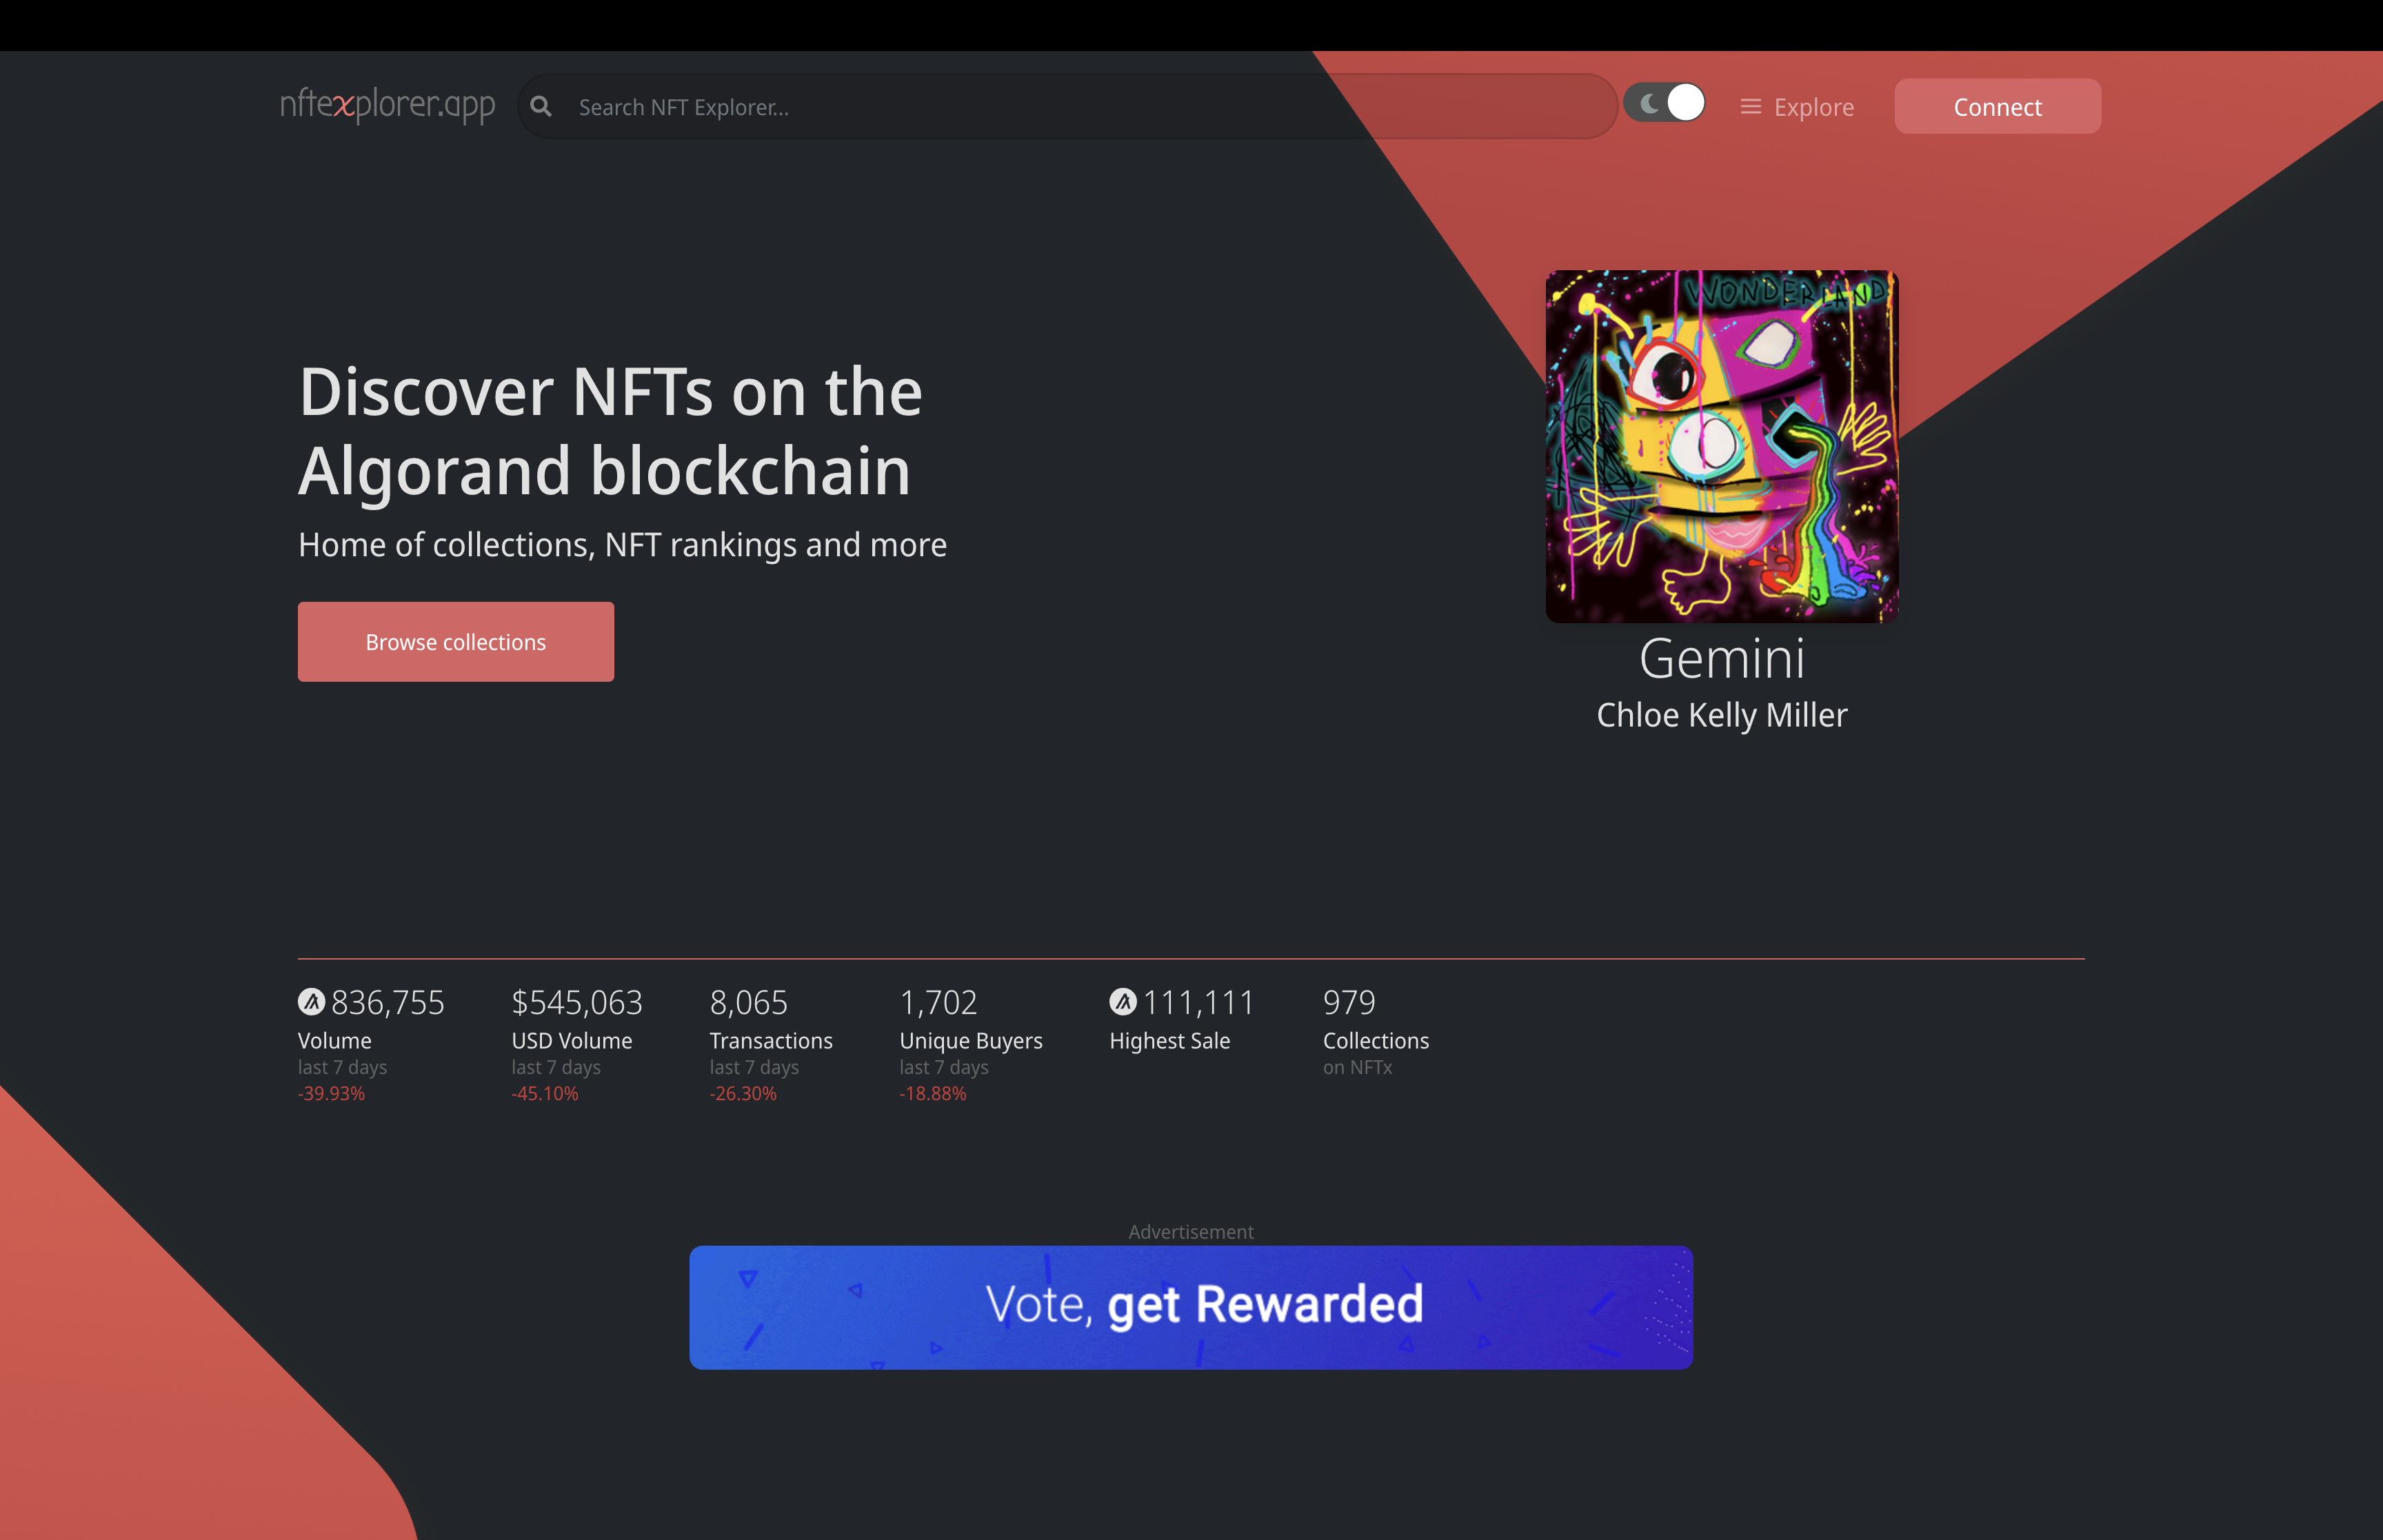 nftexplorer.app
Search NFT Explorer...
Explore
Connect
WONDERLAND
Discover NFTs on the
Algorand blockchain
Home of collections, NFT rankings and more
Browse collections
Gemini
Chloe Kelly Miller
836,755
Volume
last 7 days
-39.93%
$545,063
USD Volume
last 7 days
-45.10%
8,065
Transactions
last 7 days
-26.30%
1,702
Unique Buyers
last 7 days
-18.88%
111,111
Highest Sale
979
Collections
on NFTx
Advertisement
Vote, get Rewarded